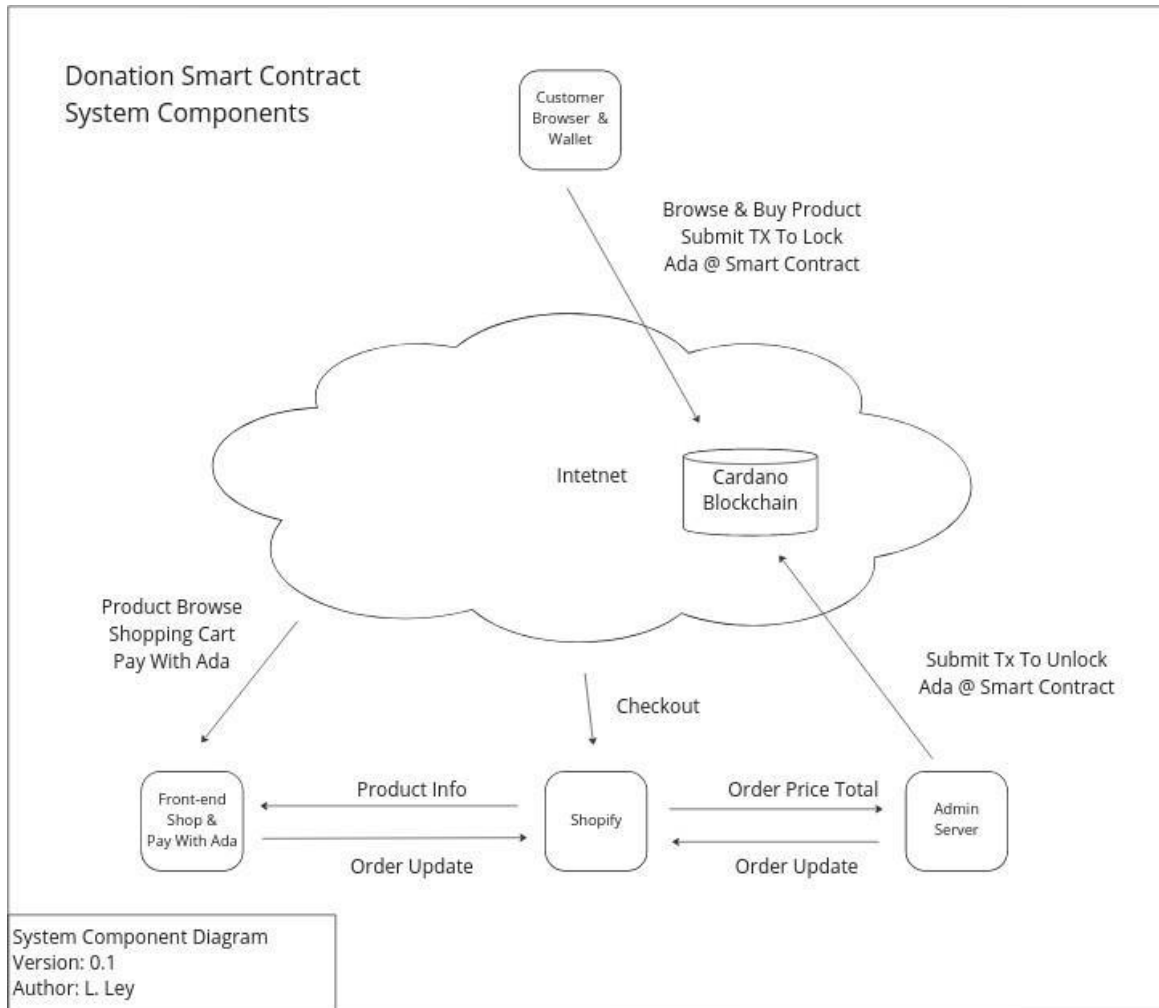 Donation Smart Contract
System Components
Customer
Browser &
Wallet
Browse & Buy Product
Submit TX To Lock
Ada @ Smart Contract
Intetnet
Cardano
Blockchain
Product Browse
Shopping Cart
Pay With Ada
Submit Tx To Unlock
Ada @ Smart Contract
Checkout
Front-end
Shop &
Pay With Ada
Product Info
Order Update
Shopify
Order Price Total
Order Update
Admin
Server
System Component Diagram
Version: 0.1
Author: L. Ley